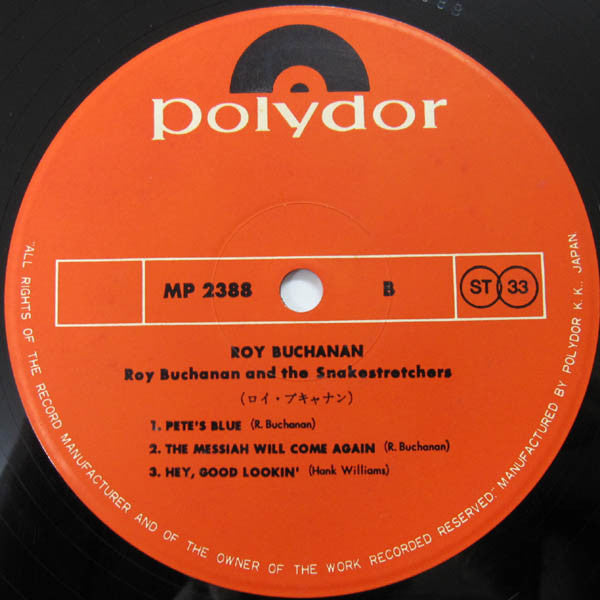 polydor
MP 2388 B ST 33
ROY BUCHANAN
Roy Buchanan and the Snakestretchers
(ロイ・ブキャナン)
1. PETE'S BLUE (R. Buchanan)
2. THE MESSIAH WILL COME AGAIN (R. Buchanan)
3. HEY, GOOD LOOKIN' (Hank Williams)
"ALL RIGHTS OF THE RECORD MANUFACTURER AND OF THE OWNER OF THE WORK RECORDED RESERVED." MANUFACTURED BY POLYDOR K.K., JAPAN